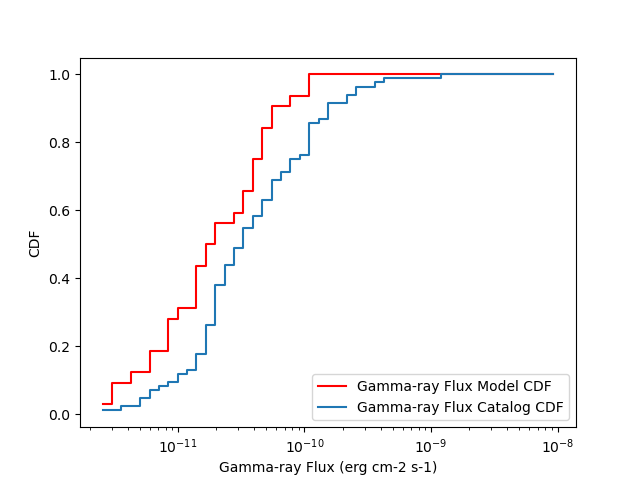 1.0
0.8
0.6
0.4
0.2
0.0
CDF
10⁻¹¹
10⁻¹⁰
10⁻⁹
10⁻⁸
Gamma-ray Flux (erg cm-2 s-1)
Gamma-ray Flux Model CDF
Gamma-ray Flux Catalog CDF